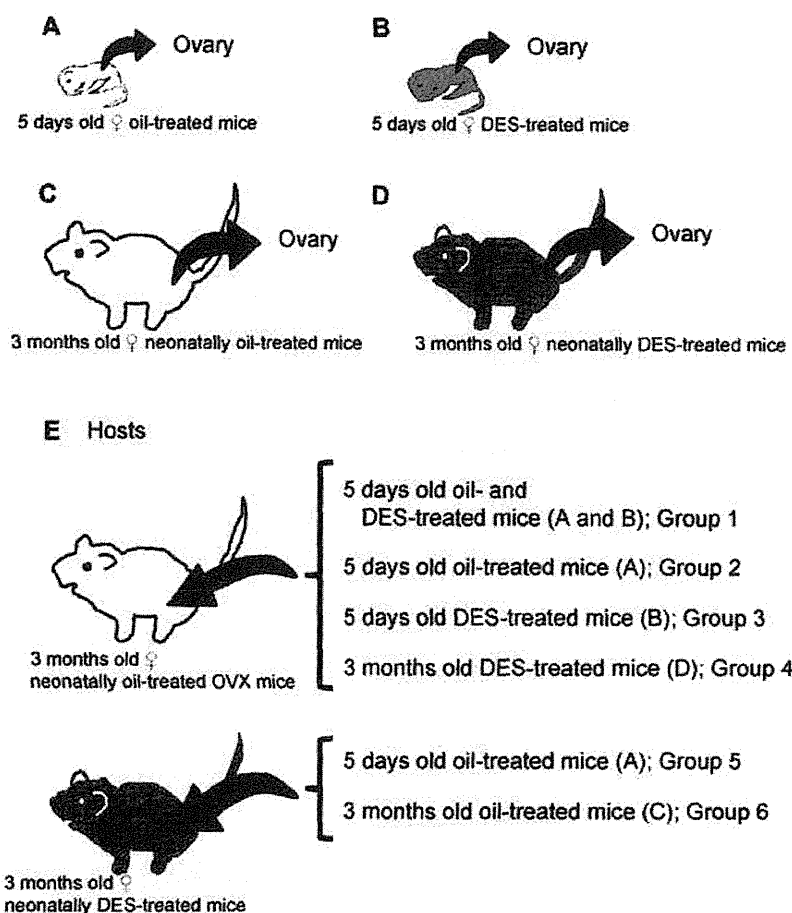 A
Ovary
5 days old ♀ oil-treated mice
B
Ovary
5 days old ♀ DES-treated mice
C
Ovary
3 months old ♀ neonatally oil-treated mice
D
Ovary
3 months old ♀ neonatally DES-treated mice
E Hosts
3 months old ♀
neonatally oil-treated OVX mice
5 days old oil- and
DES-treated mice (A and B); Group 1
5 days old oil-treated mice (A); Group 2
5 days old DES-treated mice (B); Group 3
3 months old DES-treated mice (D); Group 4
3 months old ♀
neonatally DES-treated mice
5 days old oil-treated mice (A); Group 5
3 months old oil-treated mice (C); Group 6